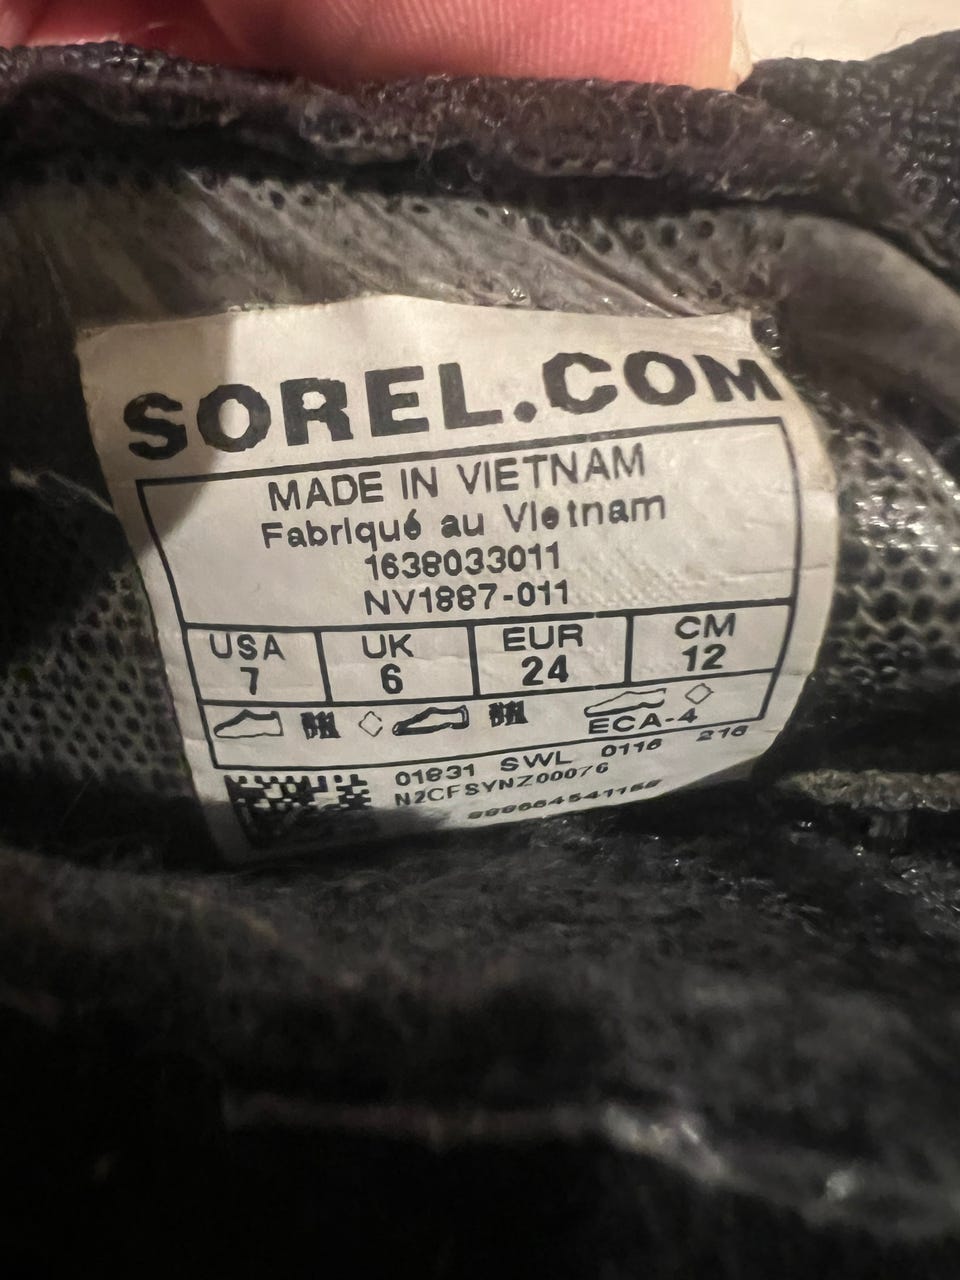 SOREL.COM
MADE IN VIETNAM
Fabriqué au Vietnam
1638033011
NV1887-011
USA UK EUR CM
7 6 24 12
ECA-4
01831 SWL 0116 216
N2CFSYNZ00076